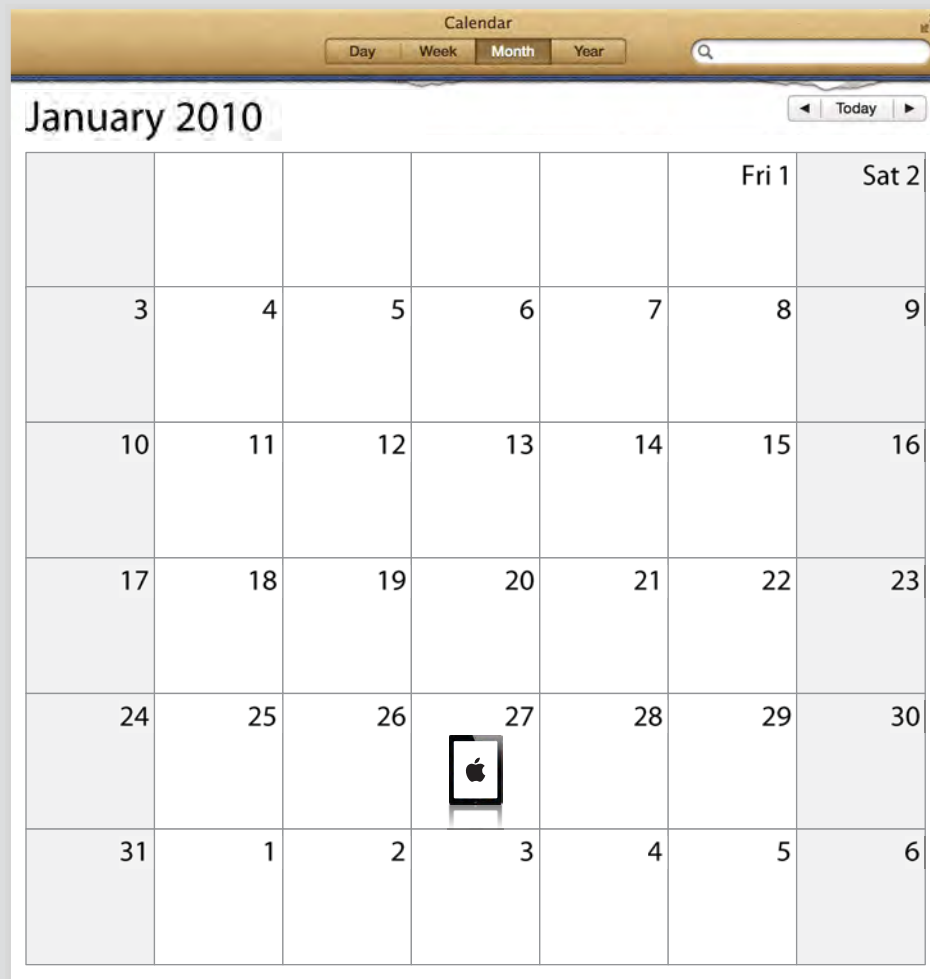 Calendar
Day Week Month Year
January 2010
Today
Fri 1 Sat 2
3 4 5 6 7 8 9
10 11 12 13 14 15 16
17 18 19 20 21 22 23
24 25 26 27 28 29 30
31 1 2 3 4 5 6